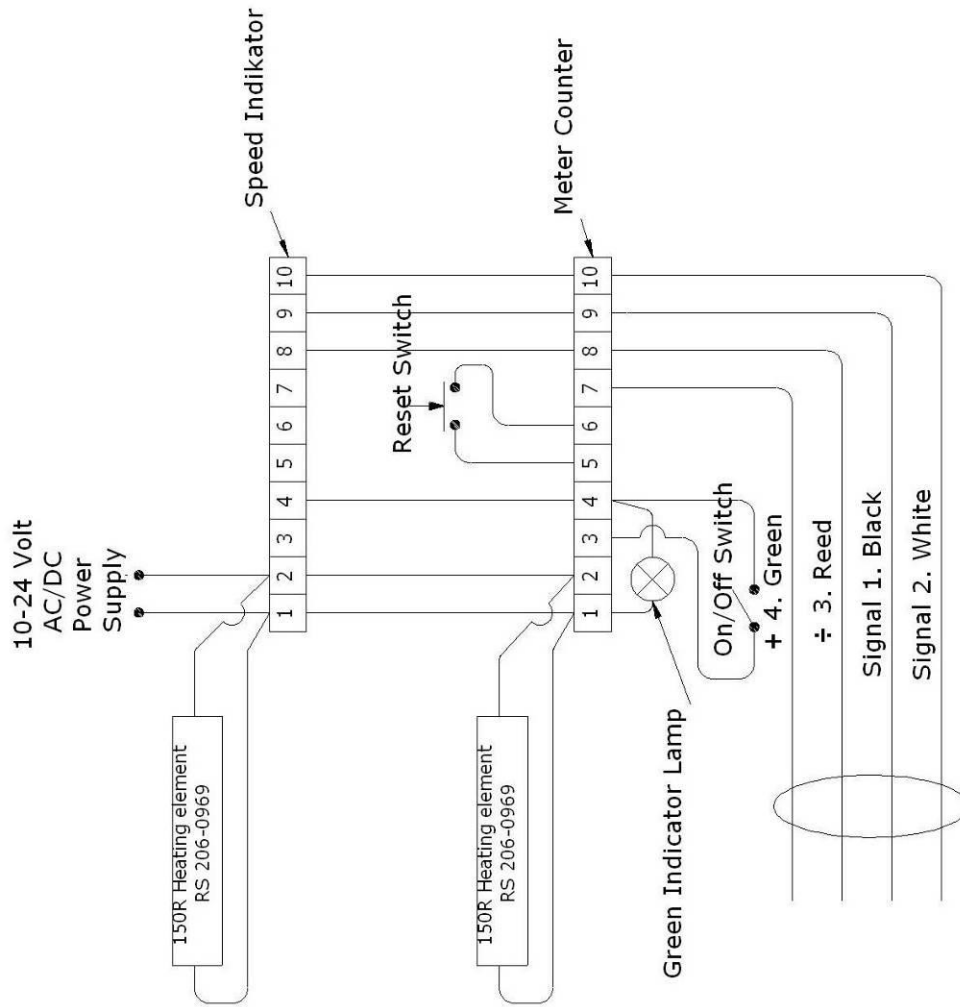 10-24 Volt
AC/DC
Power
Supply
Speed Indikator
150R Heating element
RS 206-0969
1 2 3 4 5 6 7 8 9 10
Reset Switch
Meter Counter
150R Heating element
RS 206-0969
1 2 3 4 5 6 7 8 9 10
Green Indicator Lamp
On/Off Switch
+ 4. Green
÷ 3. Reed
Signal 1. Black
Signal 2. White